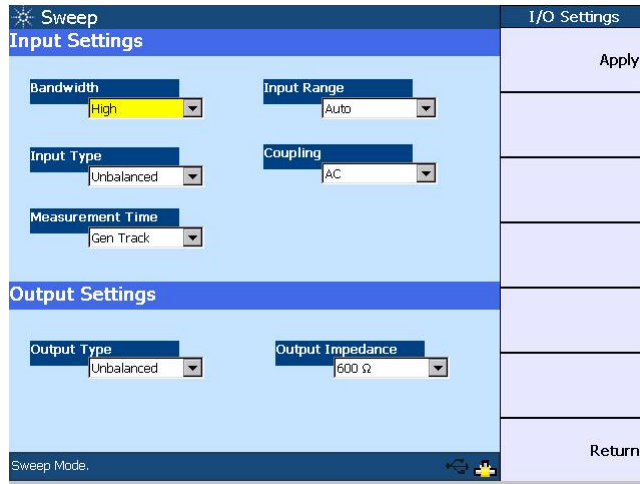 Sweep
I/O Settings
Input Settings
Apply
Bandwidth
High
Input Range
Auto
Input Type
Unbalanced
Coupling
AC
Measurement Time
Gen Track
Output Settings
Output Type
Unbalanced
Output Impedance
600 Ω
Return
Sweep Mode.